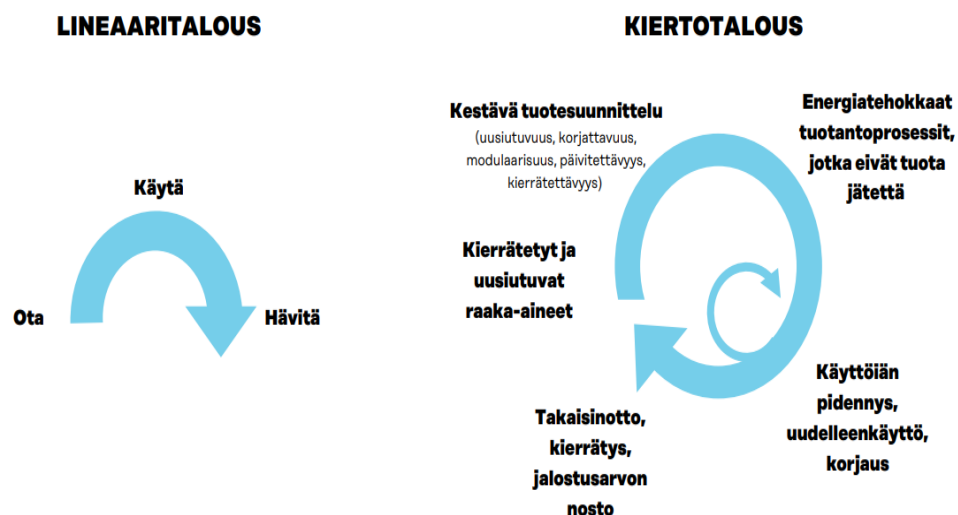 LINEAARITALOUS
Käytä
Ota
Hävitä
KIERTOTALOUS
Kestävä tuotesuunnittelu
(uusiutuvuus, korjattavuus,
modulaarisuus, päivitettävyys,
kierrätettävyys)
Energiatehokkaat
tuotantoprosessit,
jotka eivät tuota
jätettä
Kierrätetyt ja
uusiutuvat
raaka-aineet
Käyttöiän
pidennys,
uudelleenkäyttö,
korjaus
Takaisinotto,
kierrätys,
jalostusarvon
nosto